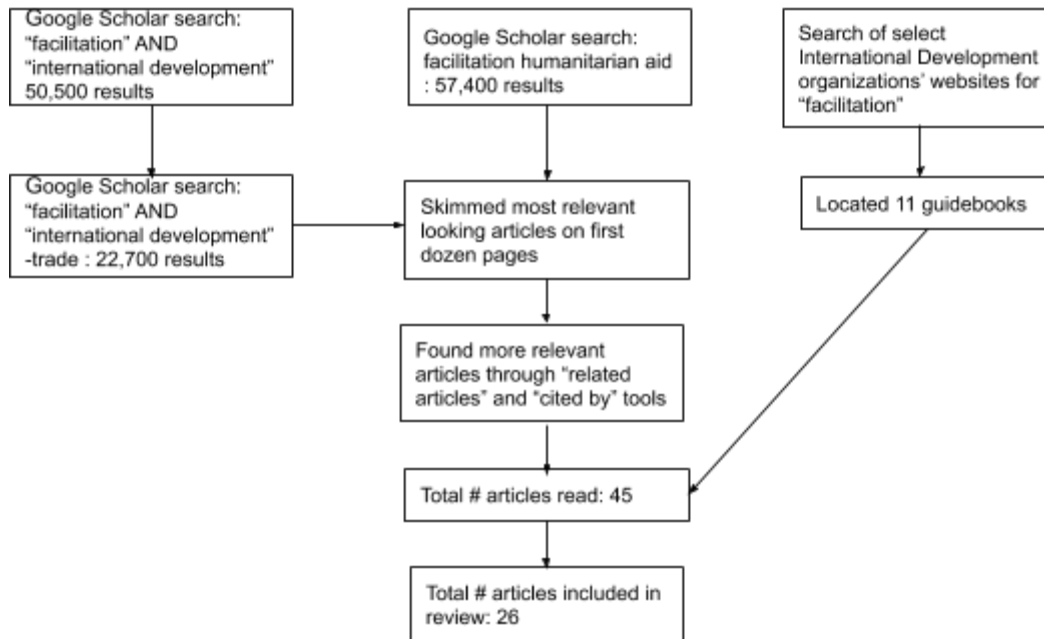 Google Scholar search:
“facilitation” AND
“international development”
50,500 results
Google Scholar search:
facilitation humanitarian aid
: 57,400 results
Search of select
International Development
organizations’ websites for
“facilitation”
Google Scholar search:
“facilitation” AND
“international development”
-trade : 22,700 results
Skimmed most relevant
looking articles on first
dozen pages
Located 11 guidebooks
Found more relevant
articles through “related
articles” and “cited by” tools
Total # articles read: 45
Total # articles included in
review: 26